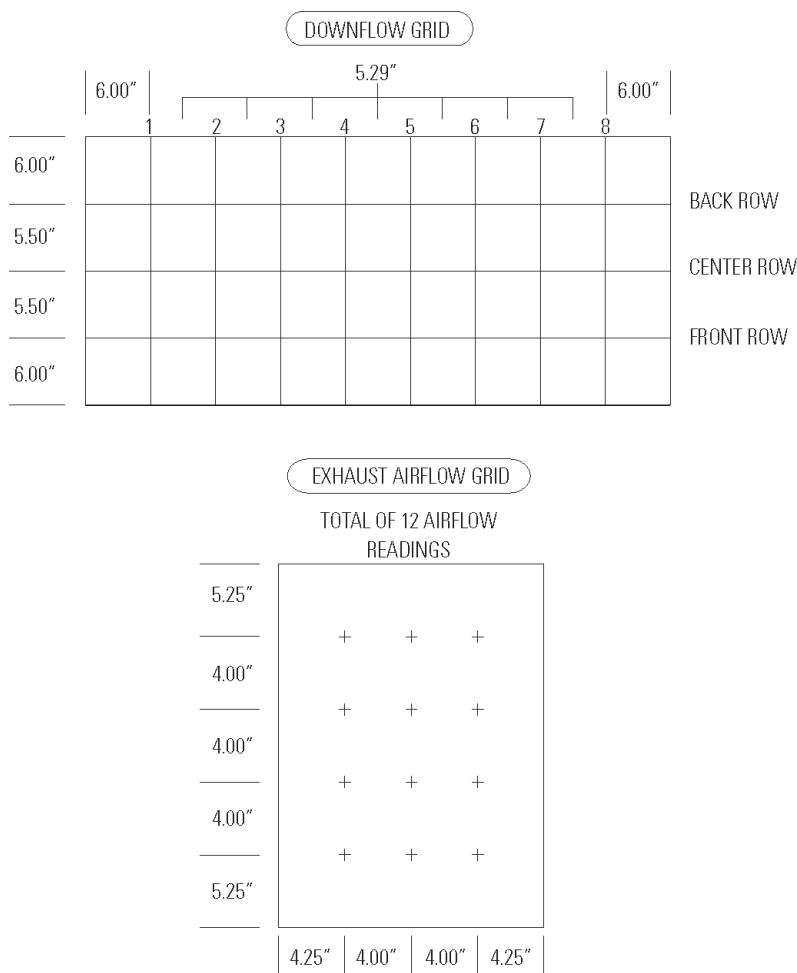 DOWNFLOW GRID
5.29"
6.00" 6.00"
1 2 3 4 5 6 7 8
6.00"
BACK ROW
5.50"
CENTER ROW
5.50"
FRONT ROW
6.00"
EXHAUST AIRFLOW GRID
TOTAL OF 12 AIRFLOW
READINGS
5.25"
4.00"
4.00"
4.00"
5.25"
4.25" 4.00" 4.00" 4.25"